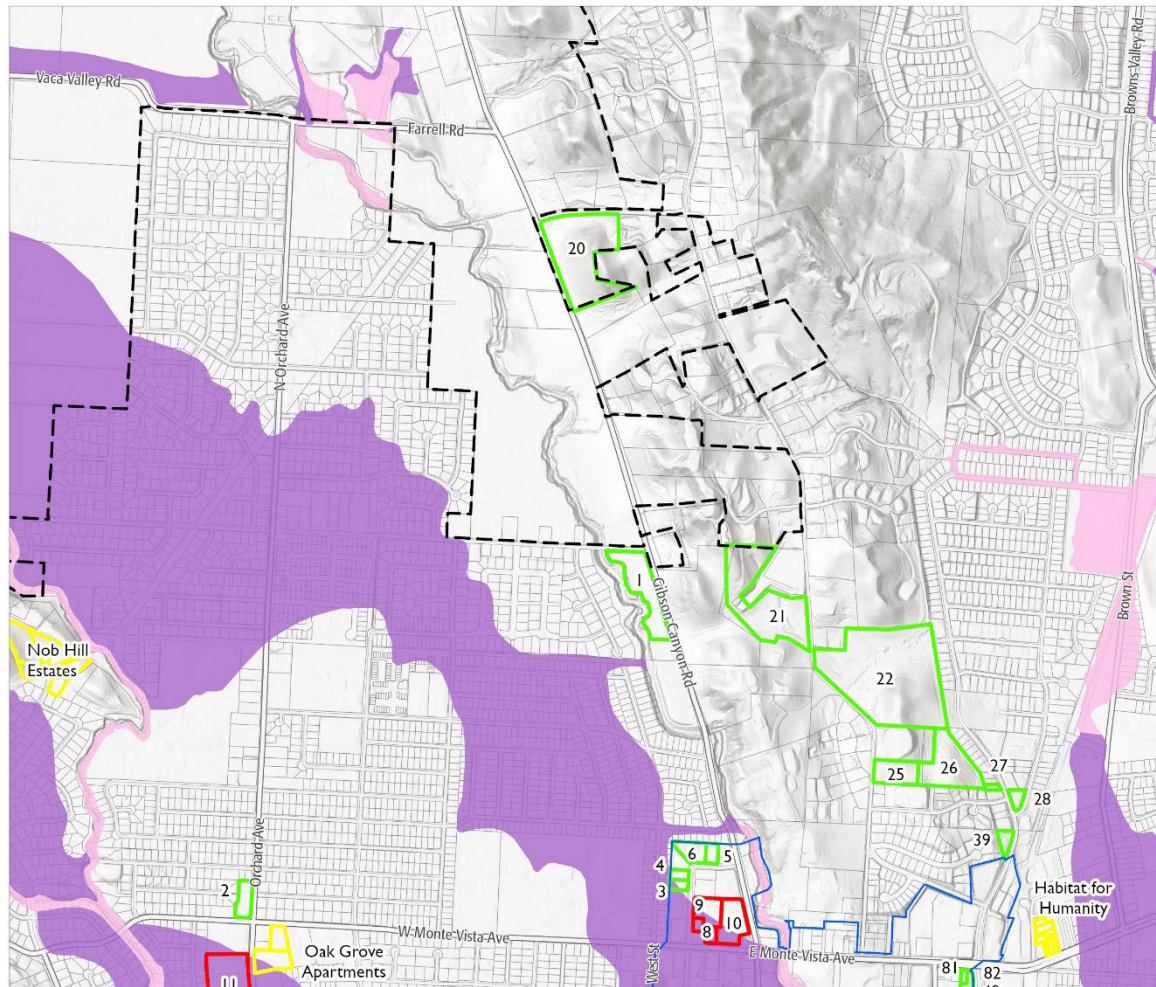 Vaca Valley Rd
Farrell Rd
Browns Valley Rd
N Orchard Ave
20
1
Gibson Canyon Rd
21
22
Brown St
Nob Hill
Estates
25
26
27
28
39
2
Orchard Ave
4
6
5
3
9
10
8
W Monte Vista Ave
West St
E Monte Vista Ave
Habitat for
Humanity
Oak Grove
Apartments
11
81
82